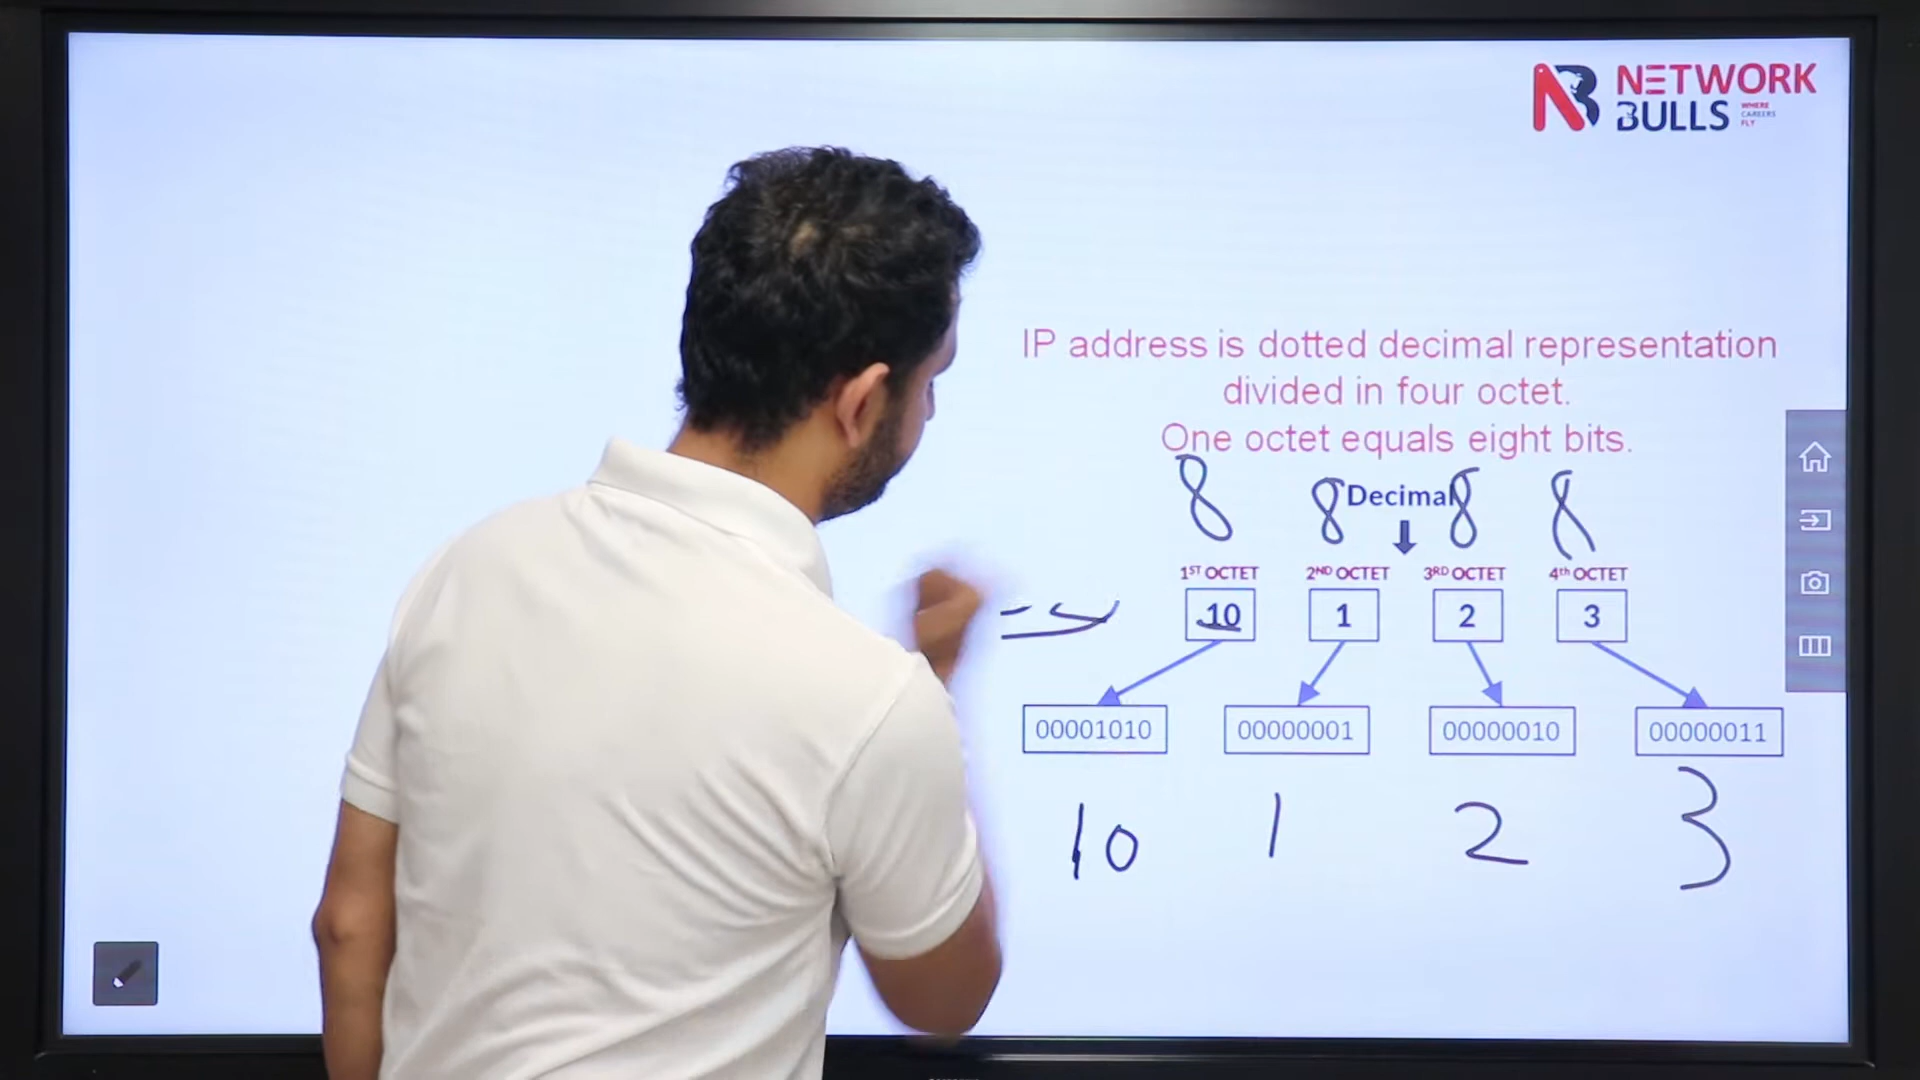 NETWORK
BULLS
WHERE
CAREERS
FLY
IP address is dotted decimal representation
divided in four octet.
One octet equals eight bits.
8 8 8 8
Decimal
1ST OCTET 2ND OCTET 3RD OCTET 4th OCTET
10 1 2 3
00001010 00000001 00000010 00000011
10 1 2 3